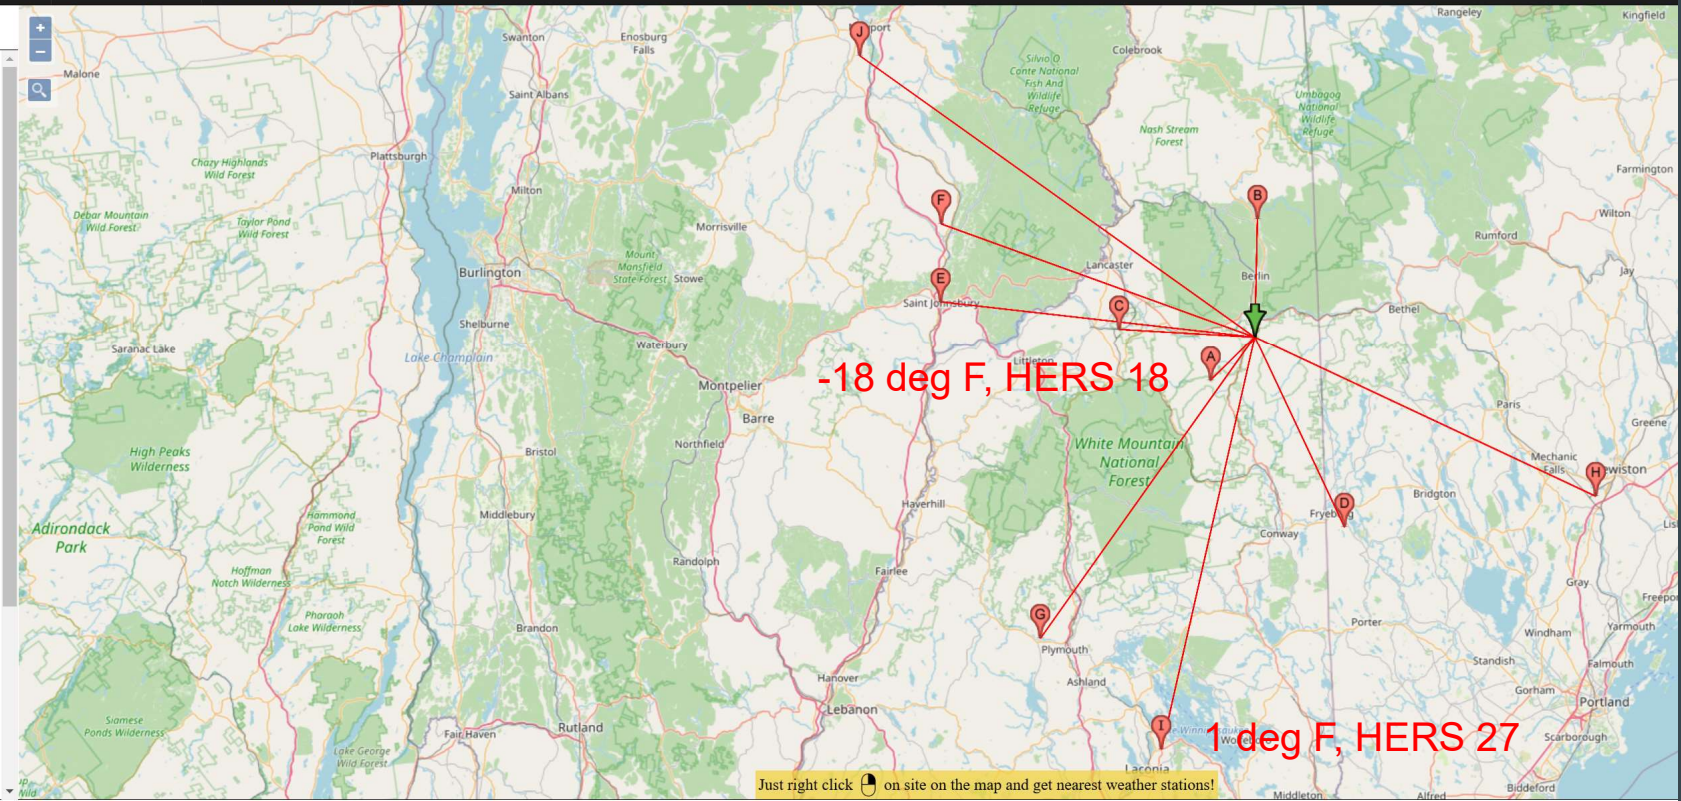 Rangeley
Kingfield
J
port
Swanton
Enosburg
Falls
Colebrook
Silvio O.
Conte National
Fish And
Wildlife
Refuge
Malone
Saint Albans
Umbagog
National
Wildlife
Refuge
Nash Stream
Forest
Plattsburgh
Chazy Highlands
Wild Forest
Farmington
Milton
B
F
Debar Mountain
Wild Forest
Taylor Pond
Wild Forest
Morrisville
Wilton
Rumford
Mount
Mansfield
State Forest
Stowe
Burlington
Lancaster
Berlin
Jay
E
Saint Johnsbury
C
Bethel
Shelburne
Saranac Lake
Waterbury
Lake Champlain
Littleton
A
-18 deg F, HERS 18
Montpelier
Barre
Paris
Greene
Northfield
High Peaks
Wilderness
Bristol
White Mountain
National
Forest
Mechanic
Falls
H
ewiston
Bridgton
D
Fryeburg
Haverhill
Middlebury
Hammond
Pond Wild
Forest
Adirondack
Park
Conway
Lis
Randolph
Fairlee
Hoffman
Notch Wilderness
Gray
Freepor
Pharaoh
Lake Wilderness
G
Brandon
Porter
Windham
Yarmouth
Plymouth
Standish
Falmouth
Hanover
Ashland
Gorham
Portland
Lebanon
Siamese
Ponds Wilderness
Rutland
Fair Haven
I
1 deg F, HERS 27
Scarborough
Lake George
Wild Forest
Laconia
Just right click on site on the map and get nearest weather stations!
Wild
Middleton
Alfred
Biddeford